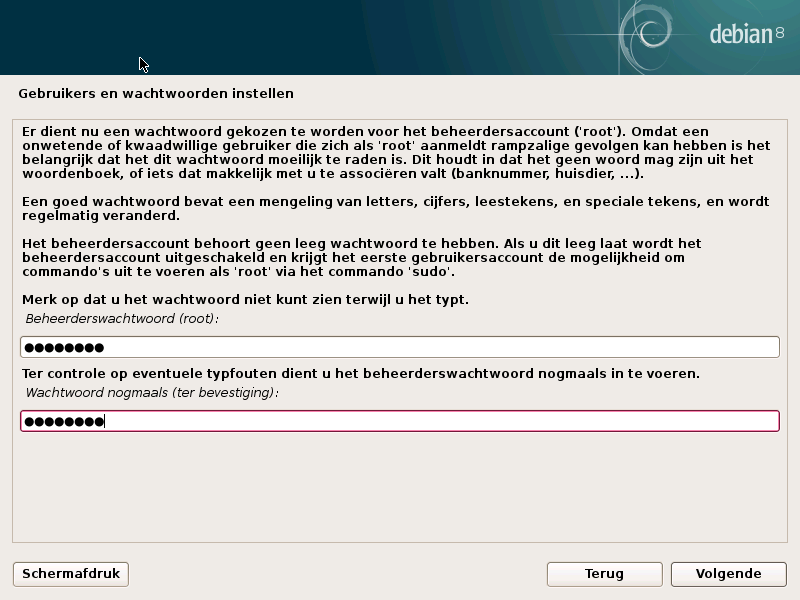 debian 8
Gebruikers en wachtwoorden instellen
Er dient nu een wachtwoord gekozen te worden voor het beheerdersaccount ('root'). Omdat een
onwetende of kwaadwillige gebruiker die zich als 'root' aanmeldt rampzalige gevolgen kan hebben is het
belangrijk dat het dit wachtwoord moeilijk te raden is. Dit houdt in dat het geen woord mag zijn uit het
woordenboek, of iets dat makkelijk met u te associëren valt (banknummer, huisdier, ...).
Een goed wachtwoord bevat een mengeling van letters, cijfers, leestekens, en speciale tekens, en wordt
regelmatig veranderd.
Het beheerdersaccount behoort geen leeg wachtwoord te hebben. Als u dit leeg laat wordt het
beheerdersaccount uitgeschakeld en krijgt het eerste gebruikersaccount de mogelijkheid om
commando's uit te voeren als 'root' via het commando 'sudo'.
Merk op dat u het wachtwoord niet kunt zien terwijl u het typt.
Beheerderswachtwoord (root):
●●●●●●●●
Ter controle op eventuele typfouten dient u het beheerderswachtwoord nogmaals in te voeren.
Wachtwoord nogmaals (ter bevestiging):
●●●●●●●●
Schermafdruk
Terug
Volgende